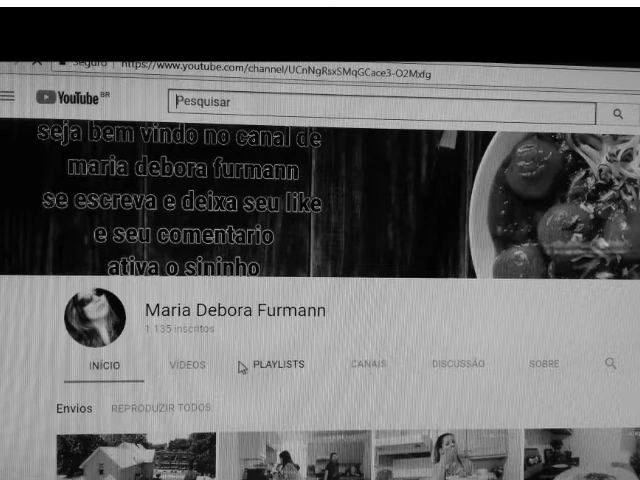 Seguro | https://www.youtube.com/channel/UCnNgRsxSMqGCace3-O2Mxfg
YouTube BR
Pesquisar
seja bem vindo no canal de
maria debora furmann
se escreva e deixa seu like
e seu comentario
ativa o sininho
Maria Debora Furmann
1.135 inscritos
INÍCIO VÍDEOS PLAYLISTS CANAIS DISCUSSÃO SOBRE
Envios REPRODUZIR TODOS